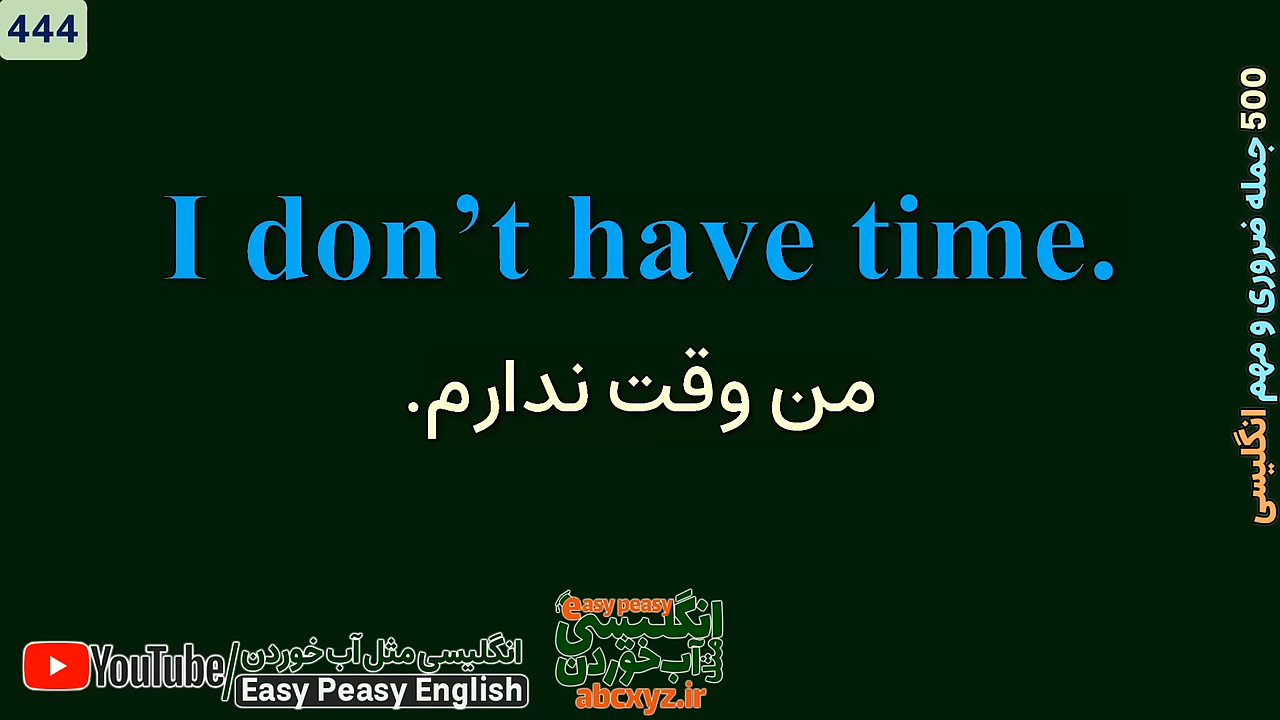 444
I don’t have time.
من وقت ندارم.
500 جمله ضروری و مهم انگلیسی
YouTube/انگلیسی مثل آب خوردن
Easy Peasy English
easy peasy
انگلیسی
مثل آب خوردن
abcxyz.ir